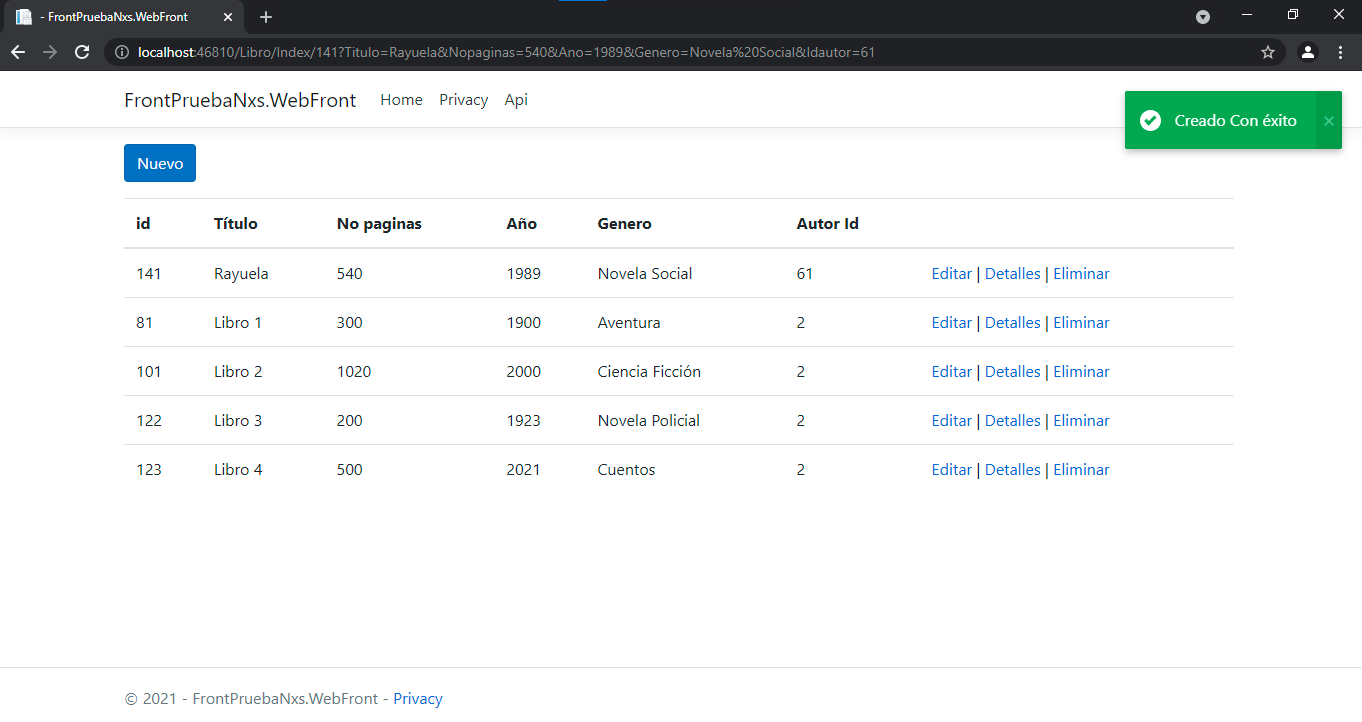 - FrontPruebaNxs.WebFront
localhost:46810/Libro/Index/141?Titulo=Rayuela&Nopaginas=540&Ano=1989&Genero=Novela%20Social&Idautor=61
FrontPruebaNxs.WebFront Home Privacy Api
Creado Con éxito ×
Nuevo
id Título No paginas Año Genero Autor Id
141 Rayuela 540 1989 Novela Social 61 Editar | Detalles | Eliminar
81 Libro 1 300 1900 Aventura 2 Editar | Detalles | Eliminar
101 Libro 2 1020 2000 Ciencia Ficción 2 Editar | Detalles | Eliminar
122 Libro 3 200 1923 Novela Policial 2 Editar | Detalles | Eliminar
123 Libro 4 500 2021 Cuentos 2 Editar | Detalles | Eliminar
© 2021 - FrontPruebaNxs.WebFront - Privacy